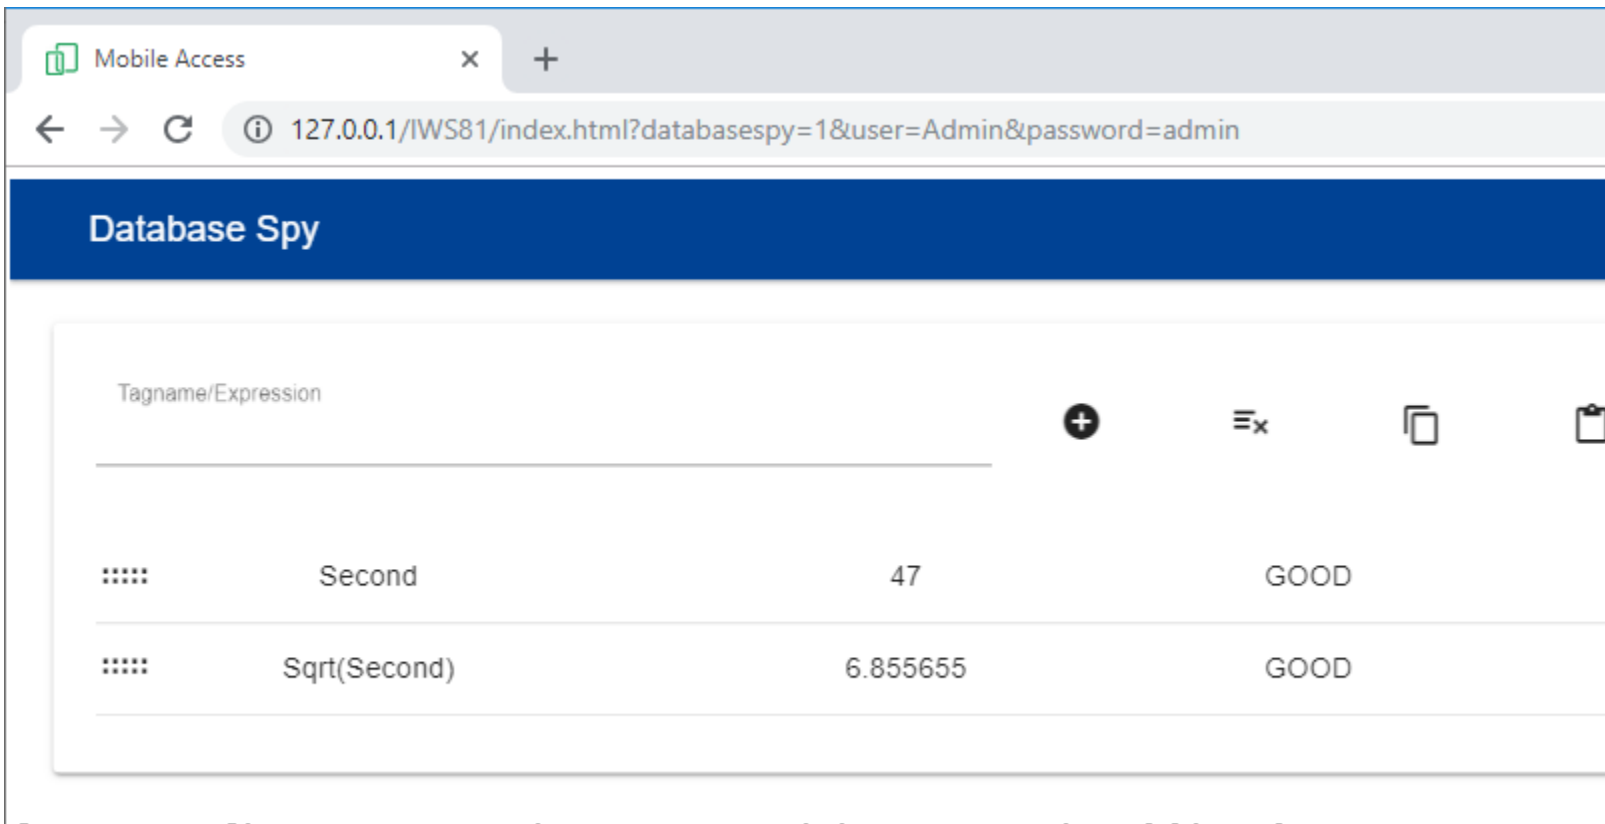 Mobile Access
127.0.0.1/IWS81/index.html?databasespy=1&user=Admin&password=admin
Database Spy
Tagname/Expression
Second 47 GOOD
Sqrt(Second) 6.855655 GOOD